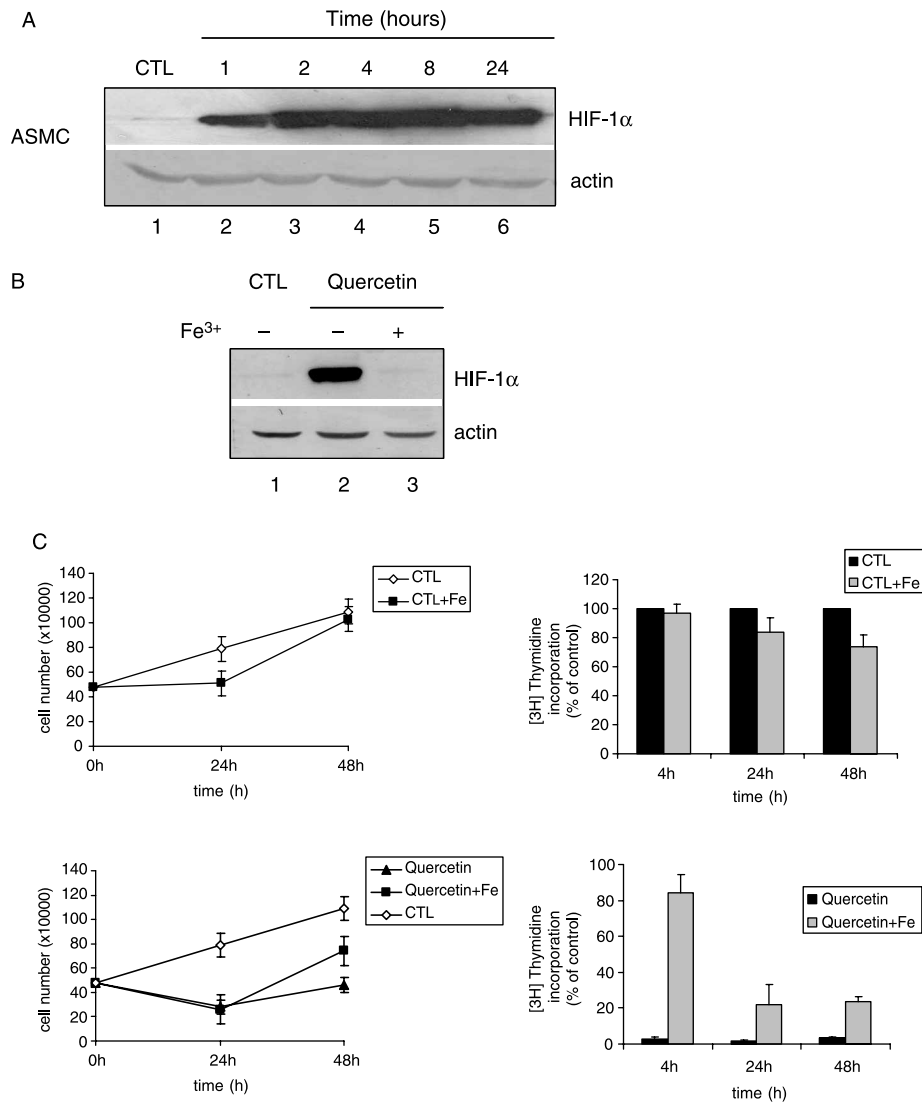 A
Time (hours)
CTL 1 2 4 8 24
ASMC
HIF-1α
actin
1 2 3 4 5 6
B
CTL Quercetin
Fe3+ – – +
HIF-1α
actin
1 2 3
C
cell number (x10000)
140
120
100
80
60
40
20
0
0h 24h 48h
time (h)
CTL
CTL+Fe
[3H] Thymidine
incorporation
(% of control)
120
100
80
60
40
20
0
4h 24h 48h
time (h)
CTL
CTL+Fe
cell number (x10000)
140
120
100
80
60
40
20
0
0h 24h 48h
time (h)
Quercetin
Quercetin+Fe
CTL
[3H] Thymidine
incorporation
(% of control)
100
80
60
40
20
0
4h 24h 48h
time (h)
Quercetin
Quercetin+Fe